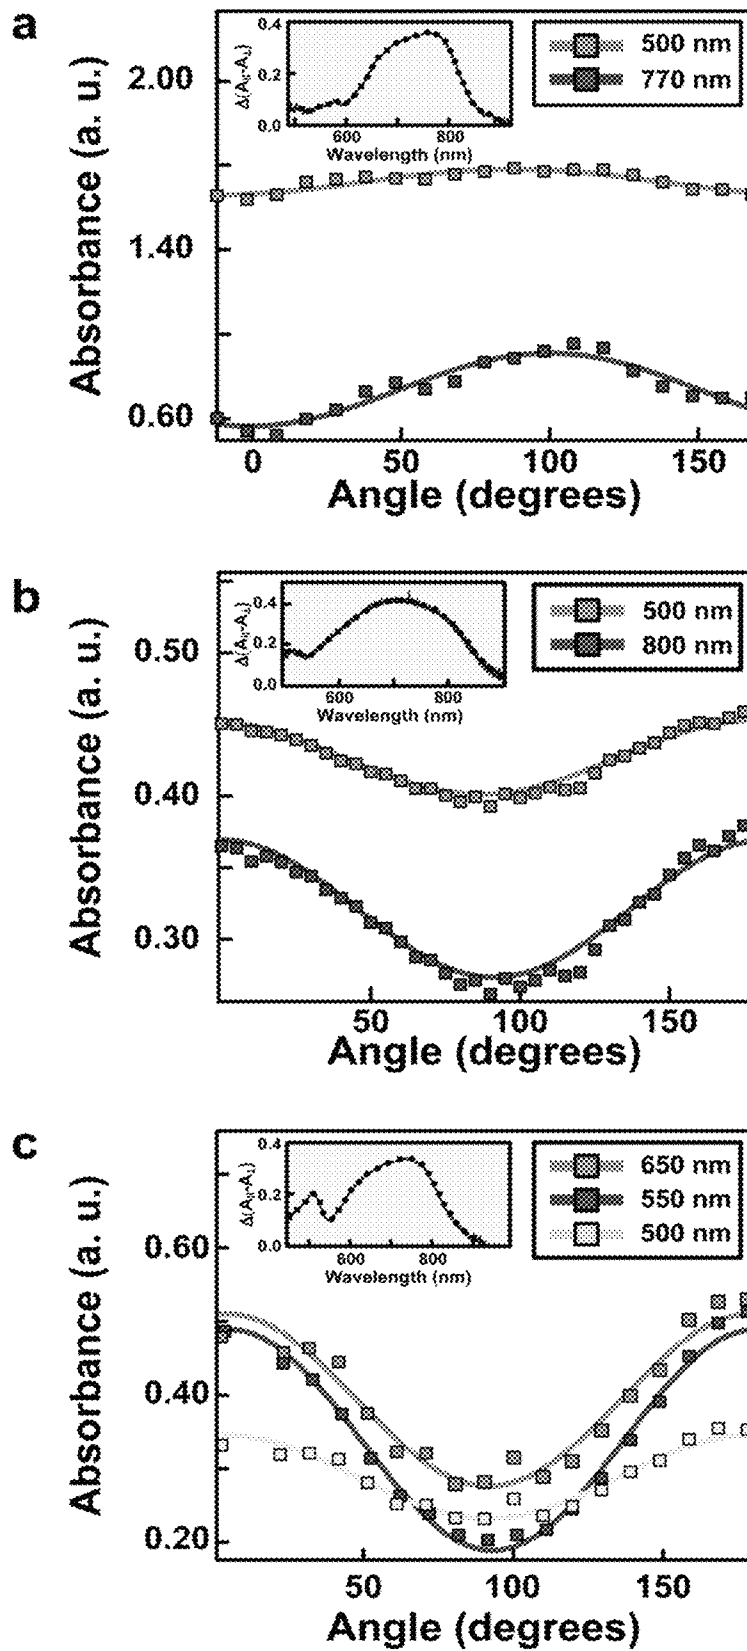 a
Absorbance (a. u.)
2.00
1.40
0.60
Δ(A||-A⊥)
0.4
0.2
0.0
600 800
Wavelength (nm)
500 nm
770 nm
0 50 100 150
Angle (degrees)
b
Absorbance (a. u.)
0.50
0.40
0.30
Δ(A||-A⊥)
0.4
0.2
0.0
600 800
Wavelength (nm)
500 nm
800 nm
50 100 150
Angle (degrees)
c
Absorbance (a. u.)
0.60
0.40
0.20
Δ(A||-A⊥)
0.4
0.2
0.0
600 800
Wavelength (nm)
650 nm
550 nm
500 nm
50 100 150
Angle (degrees)